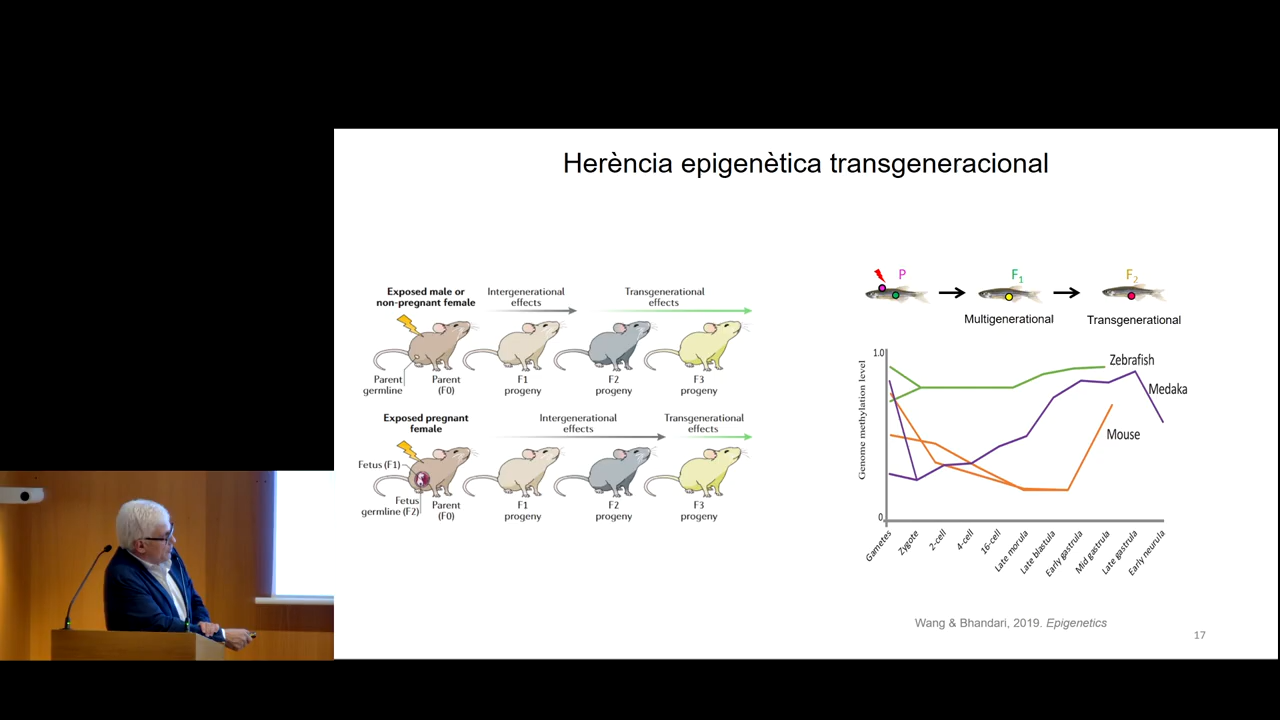 Herència epigenètica transgeneracional
Exposed male or
non-pregnant female
Intergenerational
effects
Transgenerational
effects
Parent
germline
Parent
(F0)
F1
progeny
F2
progeny
F3
progeny
Exposed pregnant
female
Intergenerational
effects
Transgenerational
effects
Fetus (F1)
Fetus
germline (F2)
Parent
(F0)
F1
progeny
F2
progeny
F3
progeny
P
F1
F2
Multigenerational
Transgenerational
Genome methylation level
1.0
0
Zebrafish
Medaka
Mouse
Gametes
Zygote
2-cell
4-cell
16-cell
Late morula
Late blastula
Early gastrula
Mid gastrula
Late gastrula
Early neurula
Wang & Bhandari, 2019. Epigenetics
17